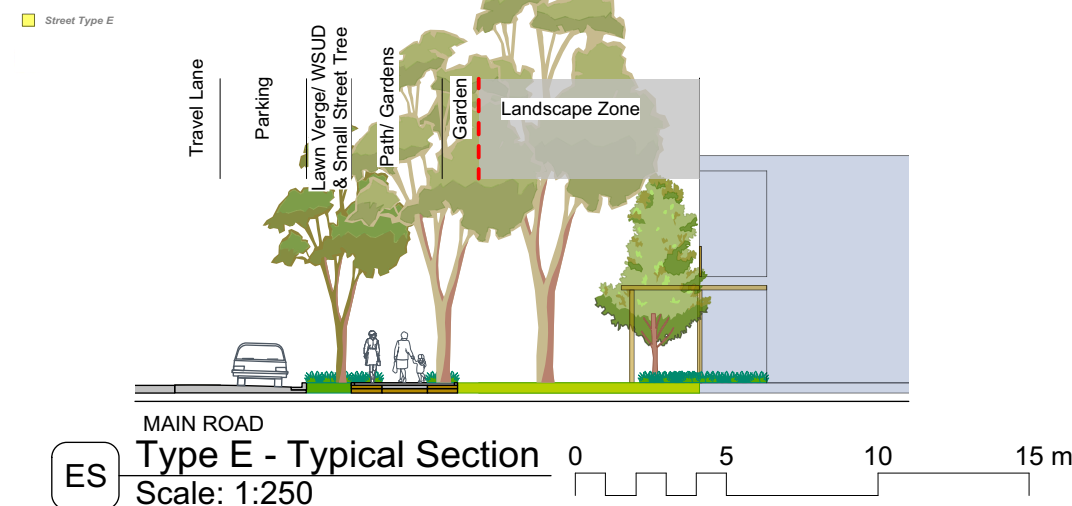 Street Type E
Travel Lane
Parking
Lawn Verge/ WSUD
& Small Street Tree
Path/ Gardens
Garden
Landscape Zone
MAIN ROAD
ES
Type E - Typical Section
Scale: 1:250
0 5 10 15 m